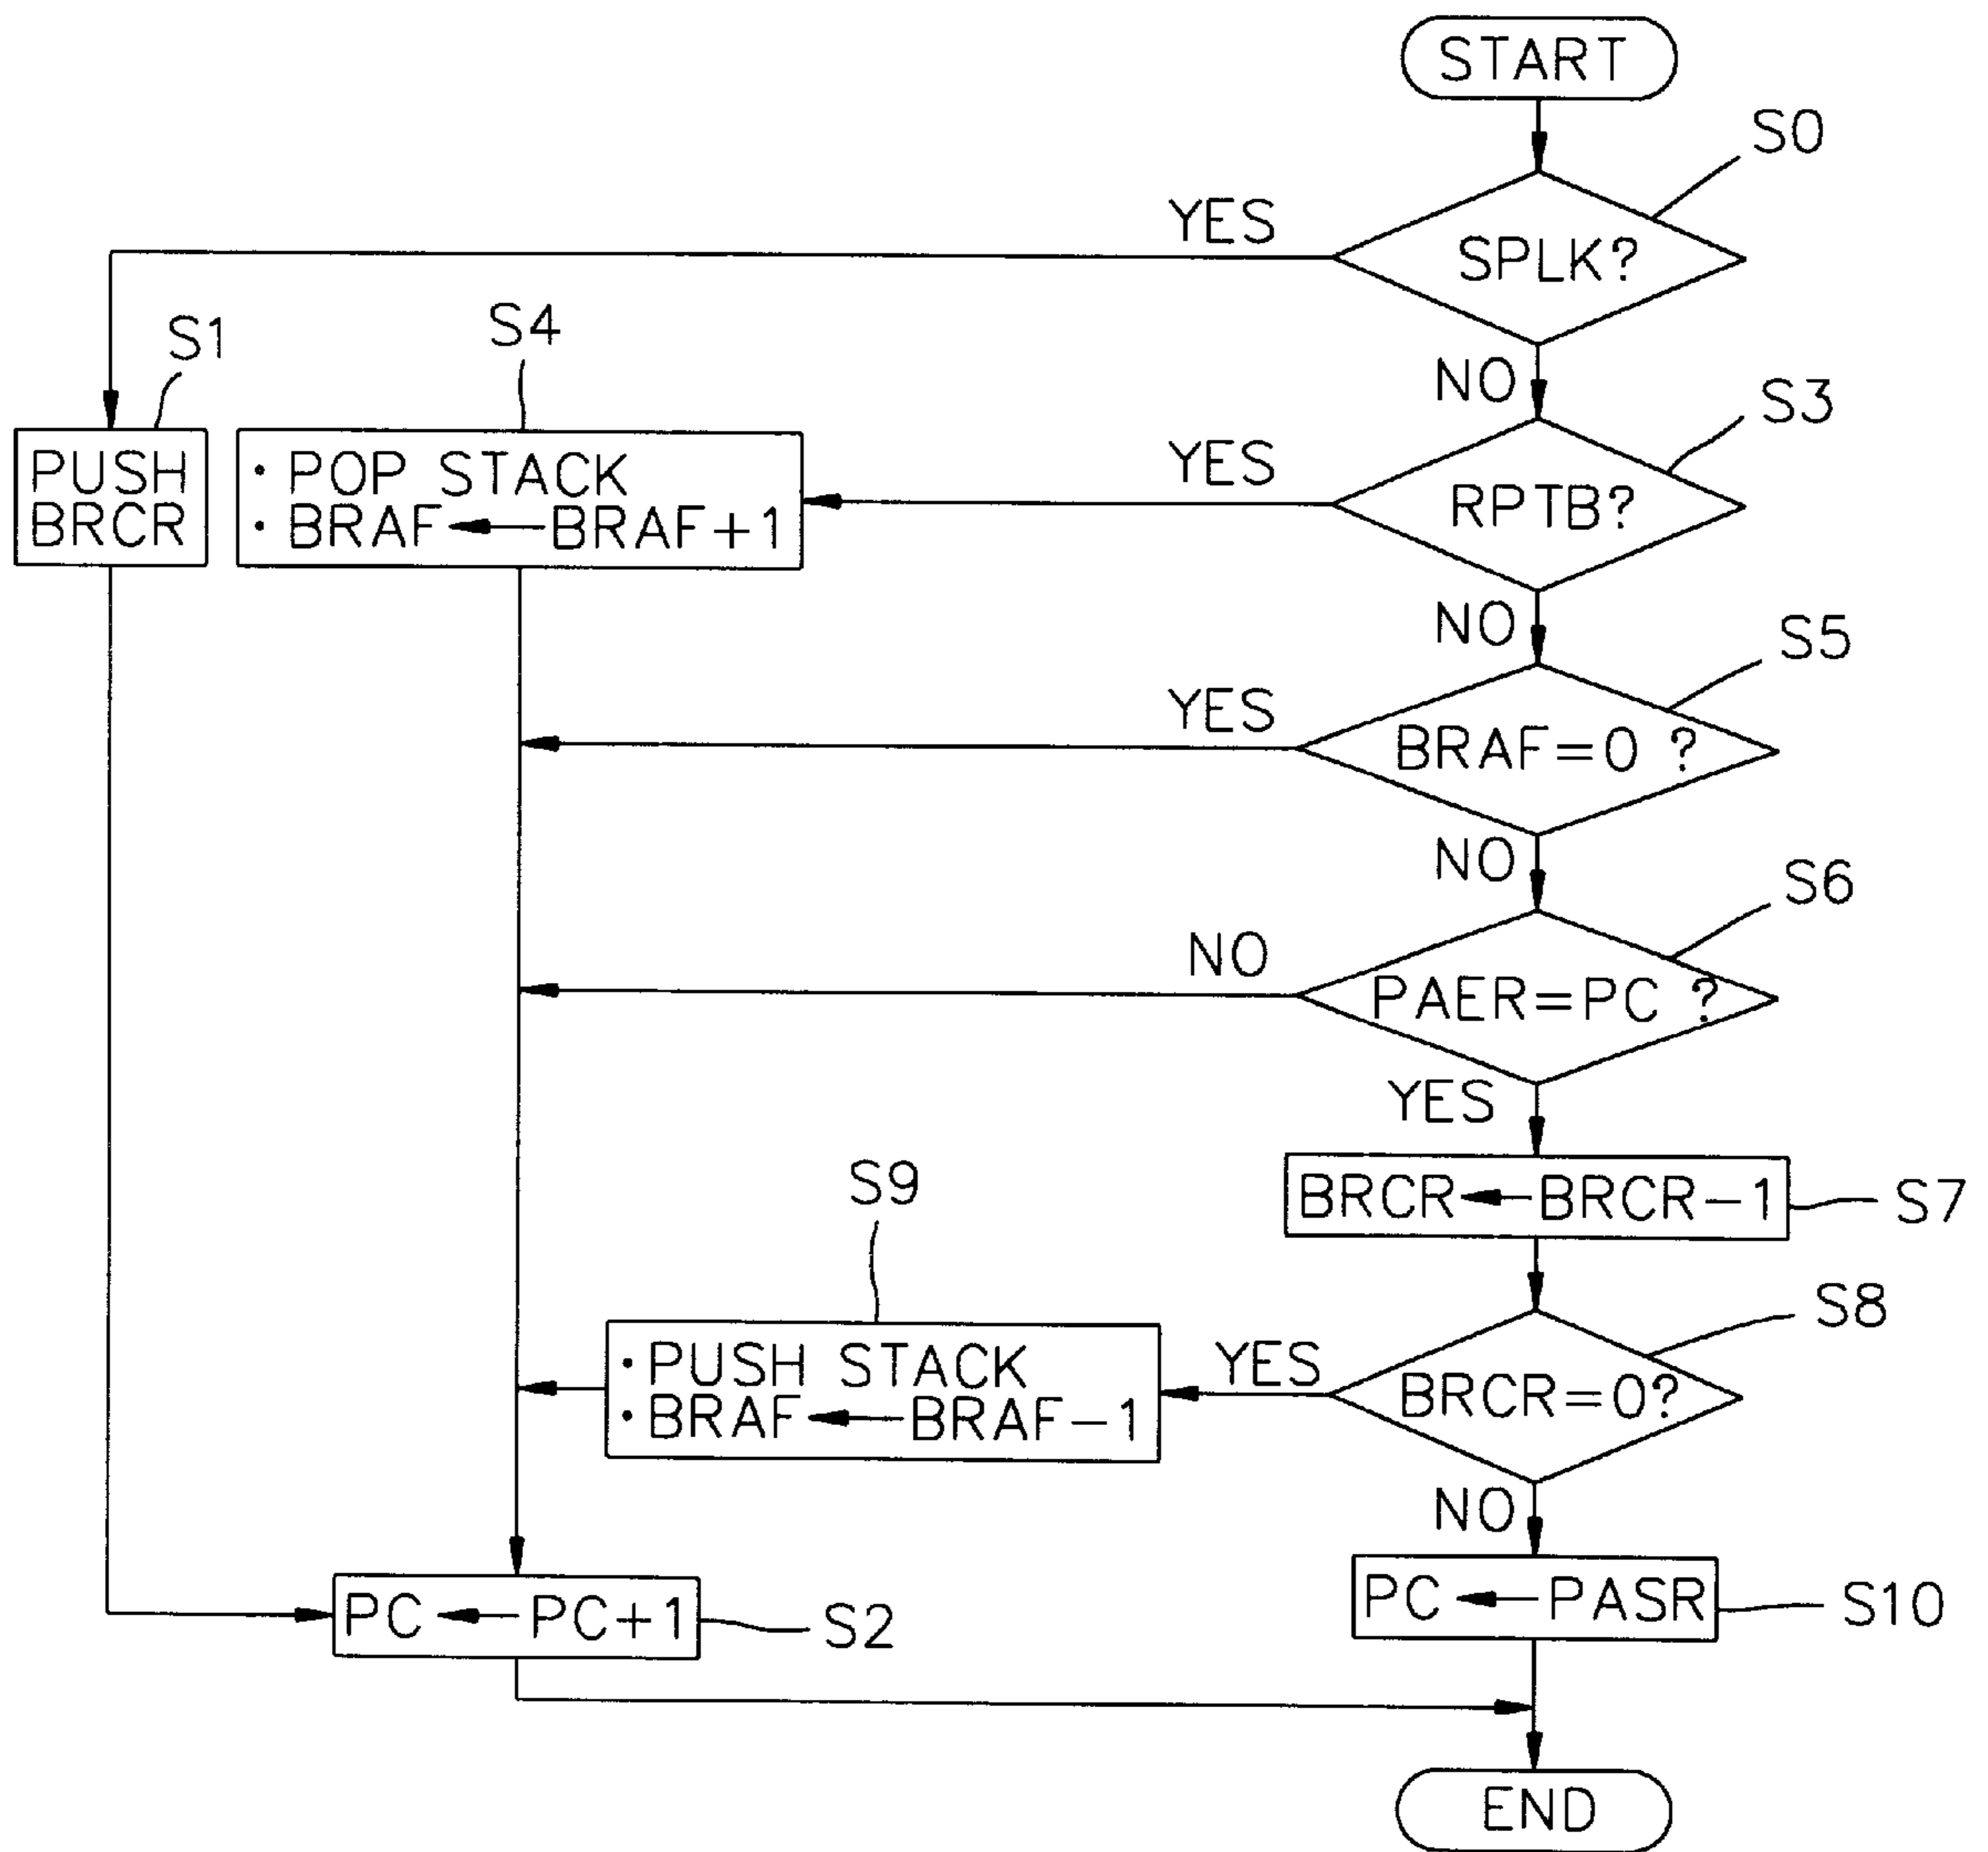 START
S0
YES
SPLK?
S1
S4
NO
S3
PUSH
BRCR
• POP STACK
• BRAF ← BRAF+1
YES
RPTB?
NO
S5
YES
BRAF=0 ?
NO
S6
NO
PAER=PC ?
YES
S9
BRCR ← BRCR-1
S7
S8
• PUSH STACK
• BRAF ← BRAF-1
YES
BRCR=0?
NO
PC ← PC+1
S2
PC ← PASR
S10
END